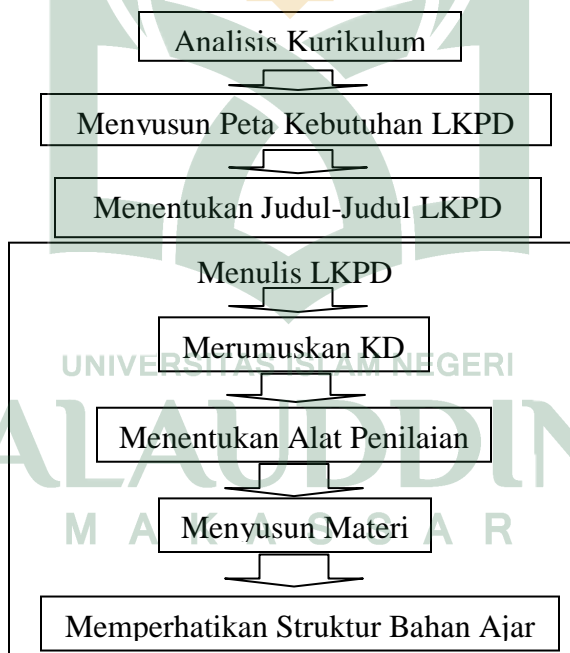 Analisis Kurikulum
Menyusun Peta Kebutuhan LKPD
Menentukan Judul-Judul LKPD
Menulis LKPD
Merumuskan KD
UNIVERSITAS ISLAM NEGERI
Menentukan Alat Penilaian
ALAUDDIN
Menyusun Materi
MAKASSAR
Memperhatikan Struktur Bahan Ajar